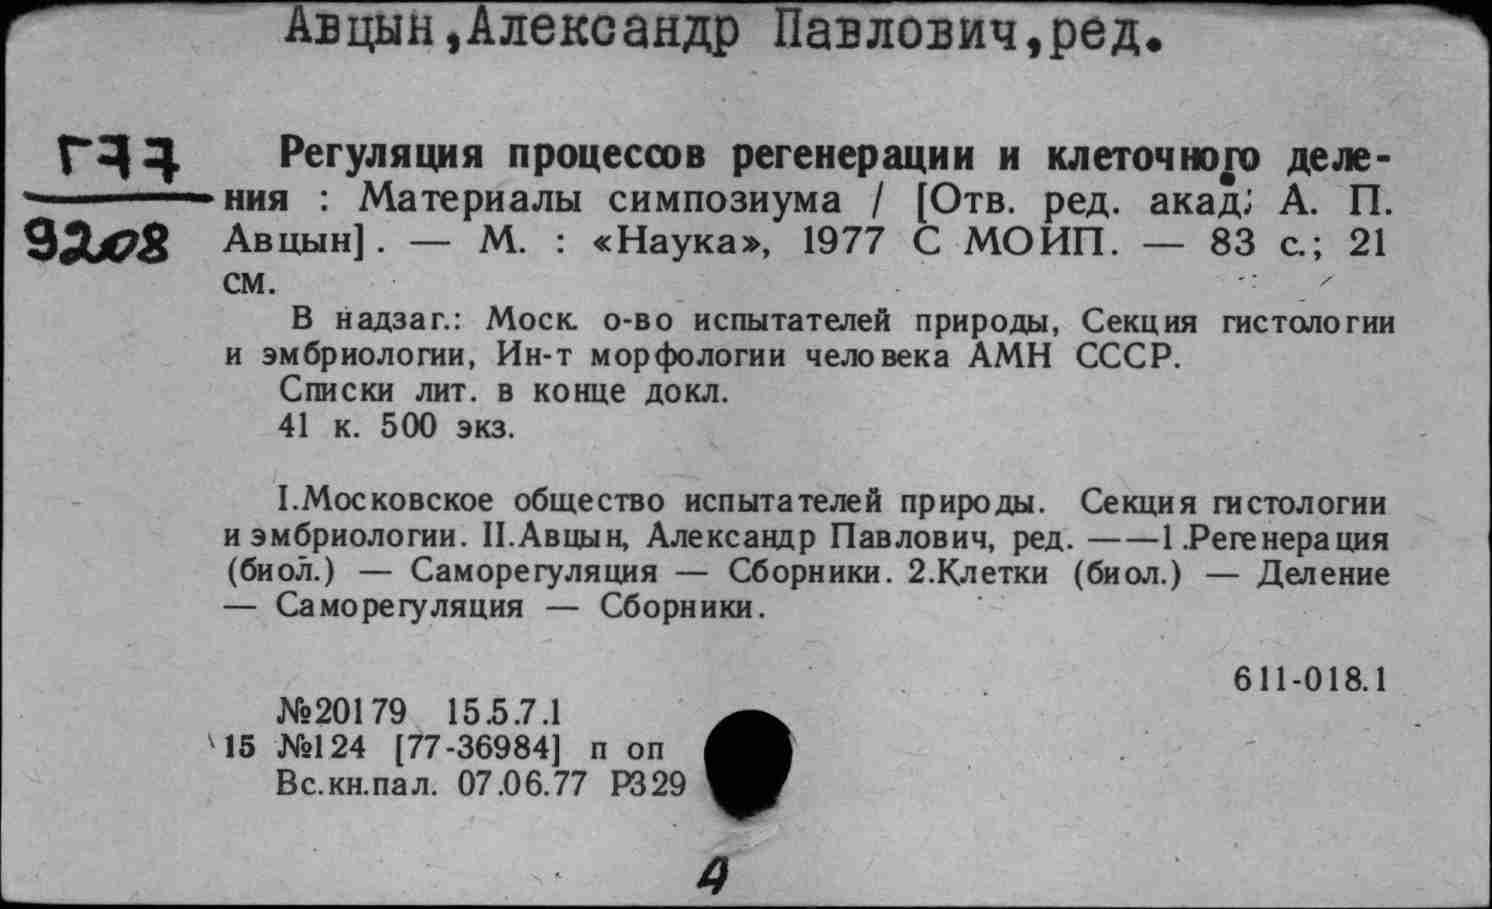 Авцын,Александр Павлович,ред.
Г77
9208
Регуляция процессов регенерации и клеточного деле-
ния : Материалы симпозиума / [Отв. ред. акад. А. П.
Авцын]. — М. : «Наука», 1977 С МОИП. — 83 с.; 21
см.
В надзаг.: Моск. о-во испытателей природы, Секция гистологии
и эмбриологии, Ин-т морфологии человека АМН СССР.
Списки лит. в конце докл.
41 к. 500 экз.
I.Московское общество испытателей природы. Секция гистологии
и эмбриологии. II.Авцын, Александр Павлович, ред. ——1.Регенерация
(биол.) — Саморегуляция — Сборники. 2.Клетки (биол.) — Деление
— Саморегуляция — Сборники.
611-018.1
№20179 15.5.7.1
15 №124 [77-36984] п оп
Вс.кн.пал. 07.06.77 Р329
4